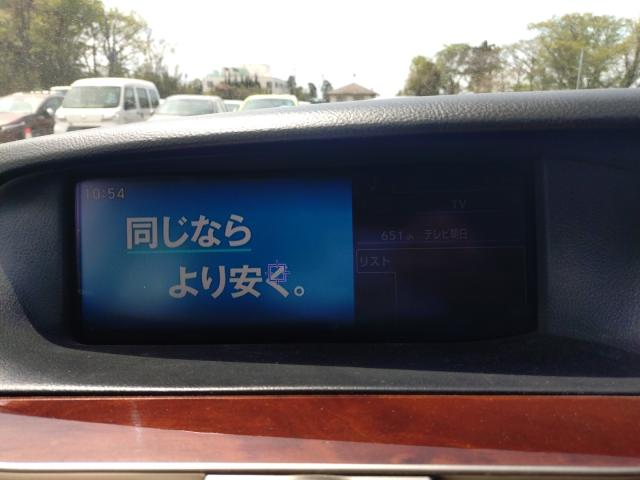 10:54
同じなら
より安く。
TV
651 テレビ朝日
リスト